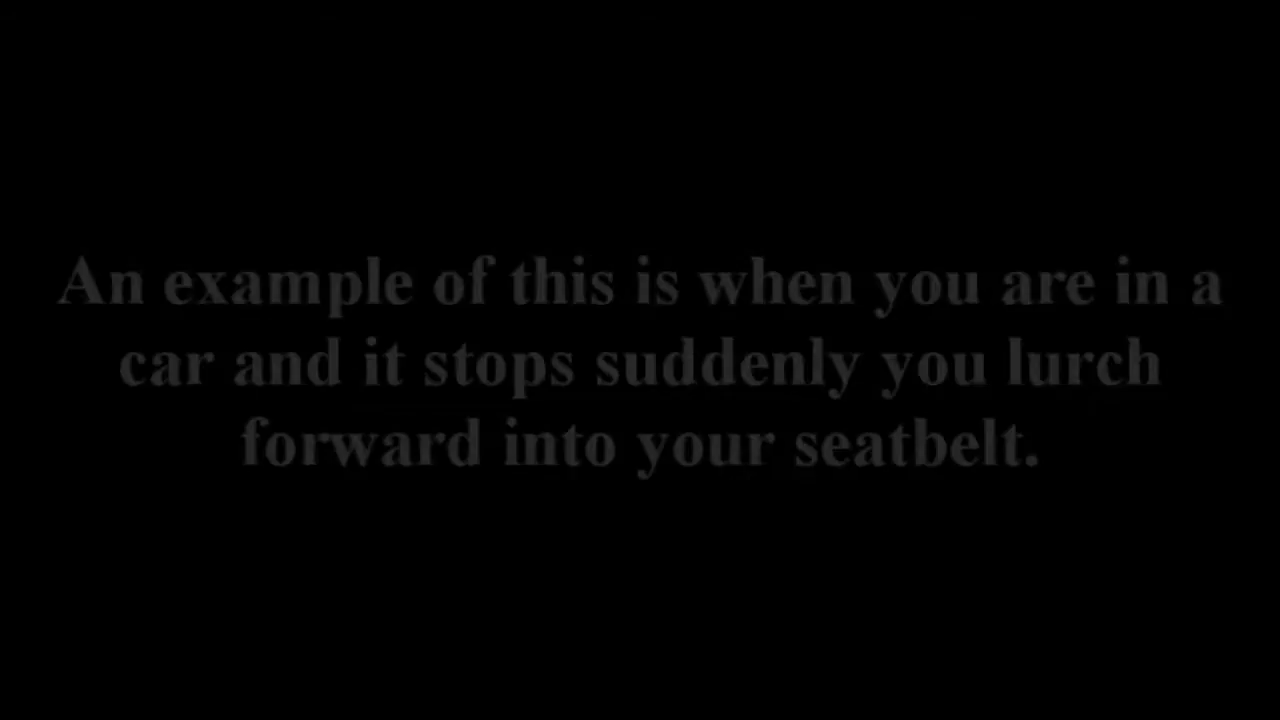 An example of this is when you are in a
car and it stops suddenly you lurch
forward into your seatbelt.